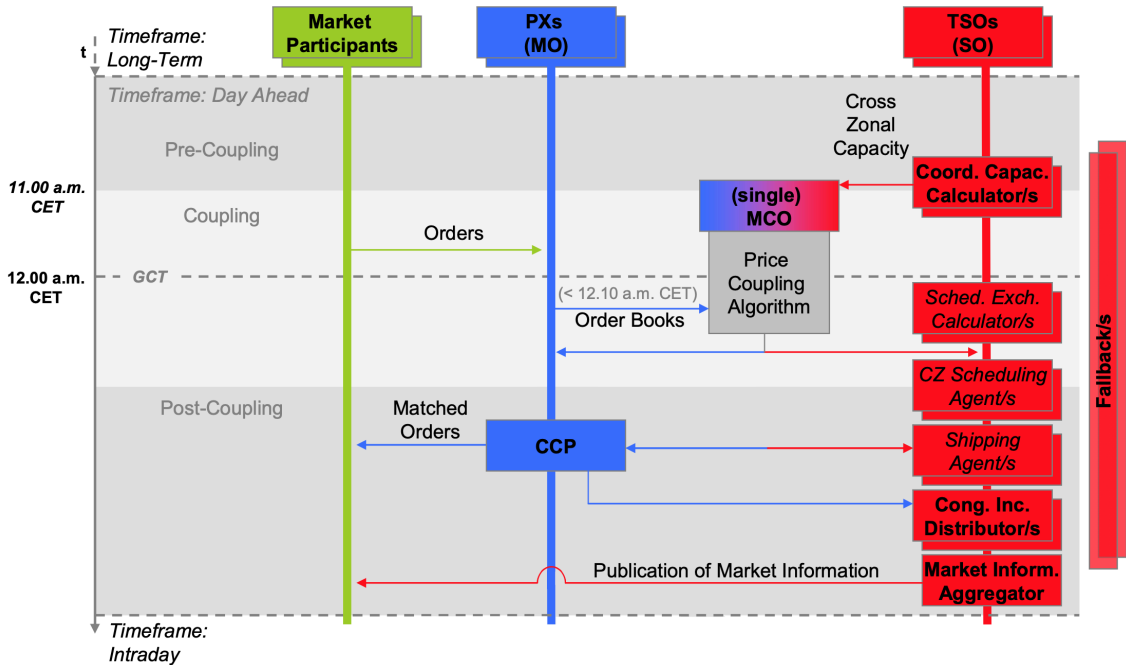 Market
Participants
PXs
(MO)
TSOs
(SO)
t
Timeframe:
Long-Term
Timeframe: Day Ahead
Cross
Zonal
Capacity
Pre-Coupling
Coord. Capac.
Calculator/s
11.00 a.m.
CET
(single)
MCO
Coupling
Orders
Price
Coupling
Algorithm
12.00 a.m.
CET
GCT
(< 12.10 a.m. CET)
Order Books
Sched. Exch.
Calculator/s
Fallback/s
CZ Scheduling
Agent/s
Post-Coupling
Matched
Orders
CCP
Shipping
Agent/s
Cong. Inc.
Distributor/s
Publication of Market Information
Market Inform.
Aggregator
Timeframe:
Intraday